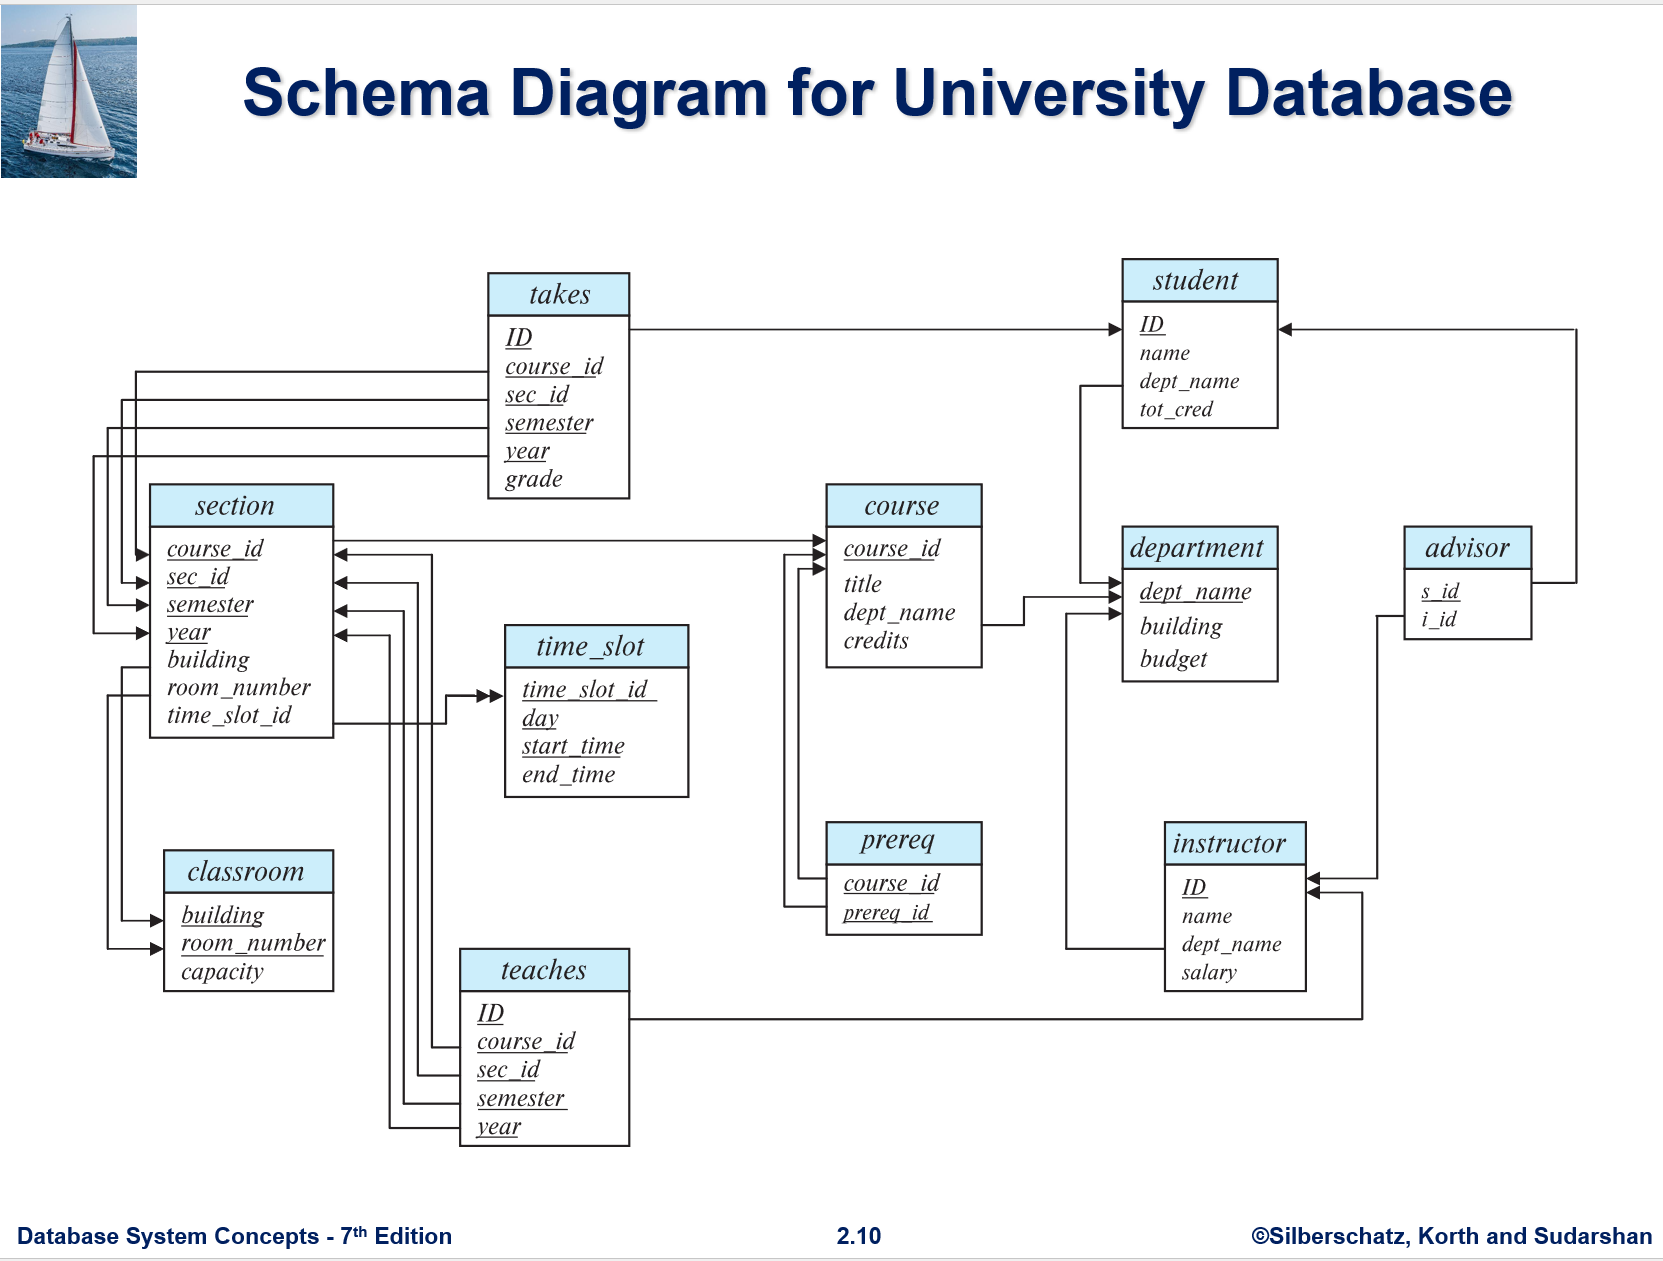 Schema Diagram for University Database
takes
ID
course_id
sec_id
semester
year
grade
student
ID
name
dept_name
tot_cred
section
course_id
sec_id
semester
year
building
room_number
time_slot_id
course
course_id
title
dept_name
credits
department
dept_name
building
budget
advisor
s_id
i_id
time_slot
time_slot_id
day
start_time
end_time
prereq
course_id
prereq_id
instructor
ID
name
dept_name
salary
classroom
building
room_number
capacity
teaches
ID
course_id
sec_id
semester
year
Database System Concepts - 7th Edition
2.10
©Silberschatz, Korth and Sudarshan